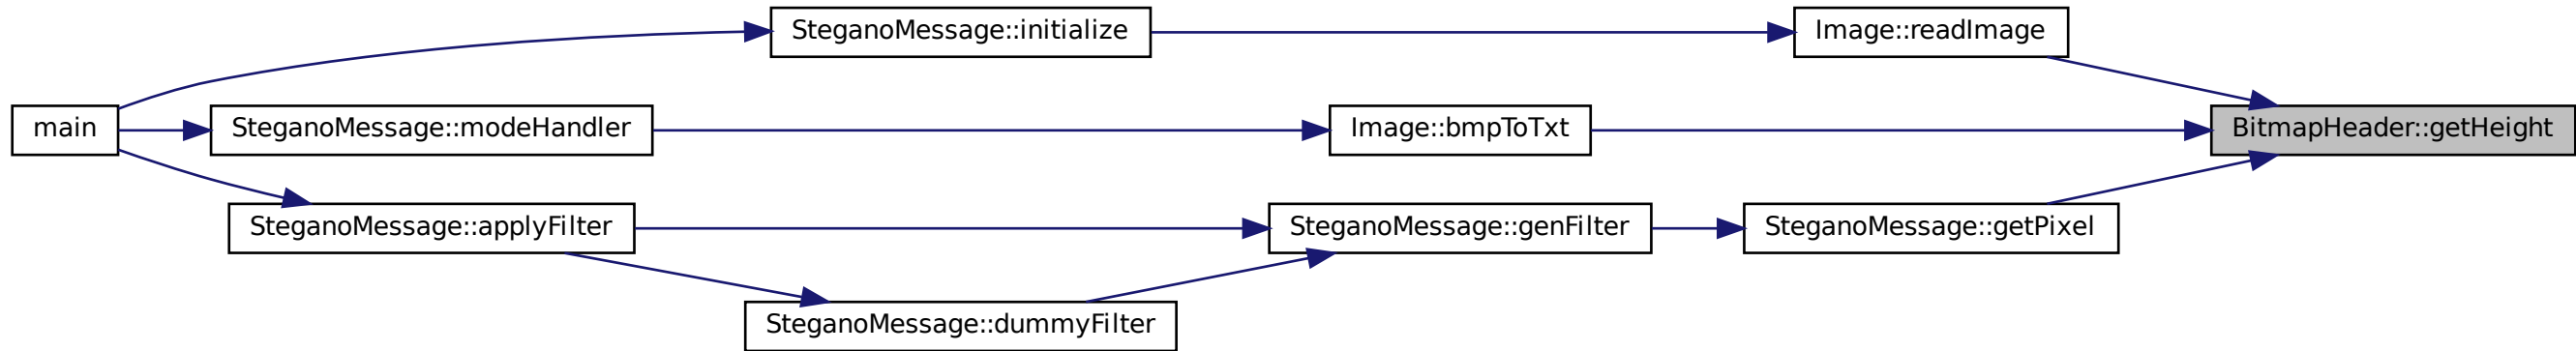 SteganoMessage::initialize
Image::readImage
main
SteganoMessage::modeHandler
Image::bmpToTxt
BitmapHeader::getHeight
SteganoMessage::applyFilter
SteganoMessage::genFilter
SteganoMessage::getPixel
SteganoMessage::dummyFilter